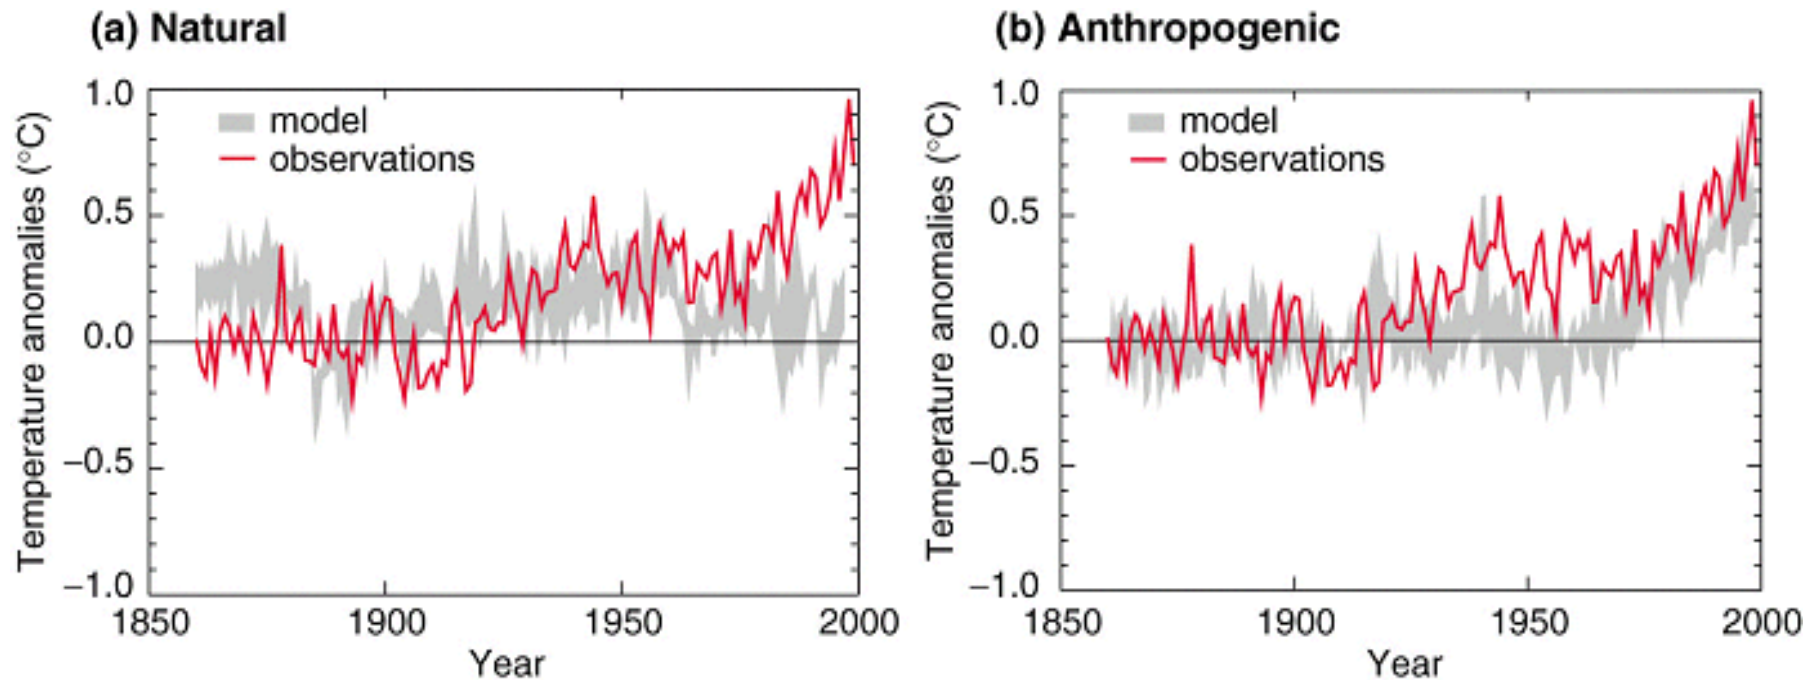 (a) Natural
1.0
0.5
0.0
−0.5
−1.0
Temperature anomalies (°C)
model
observations
1850
1900
1950
2000
Year
(b) Anthropogenic
1.0
0.5
0.0
−0.5
−1.0
Temperature anomalies (°C)
model
observations
1850
1900
1950
2000
Year